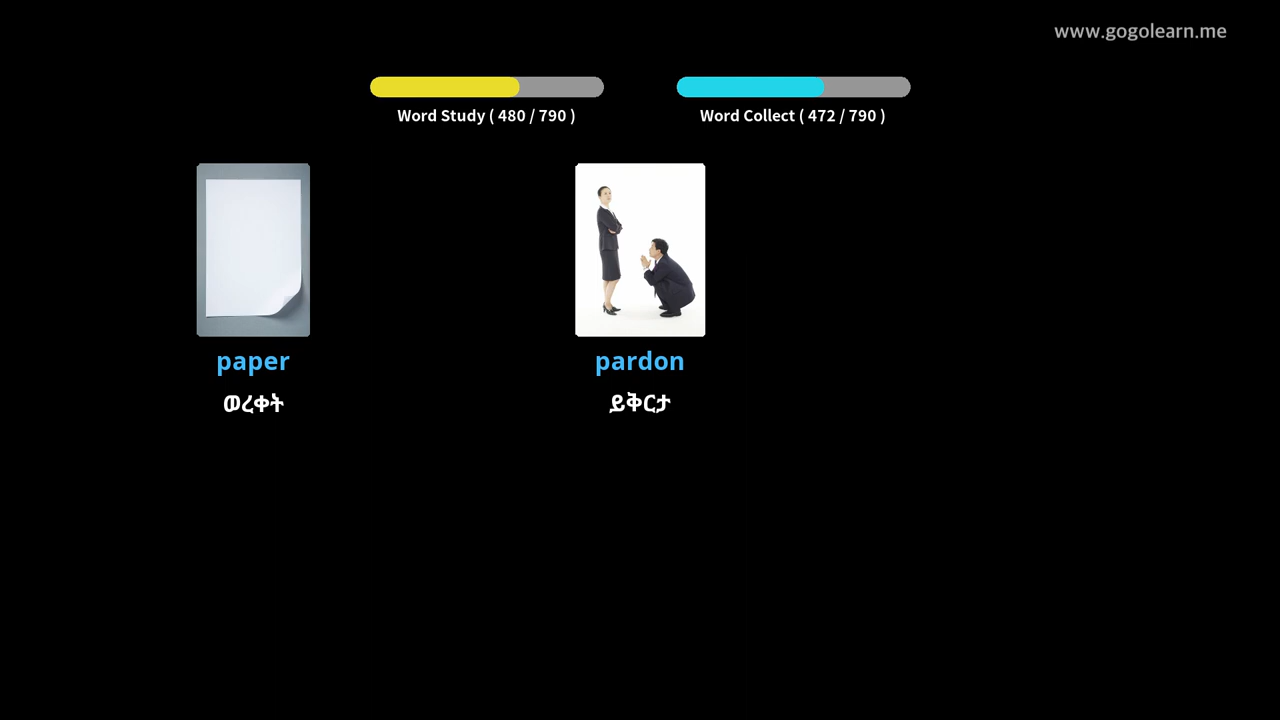 www.gogolearn.me
Word Study ( 480 / 790 )
Word Collect ( 472 / 790 )
paper
pardon
ወረቀት
ይቅርታ